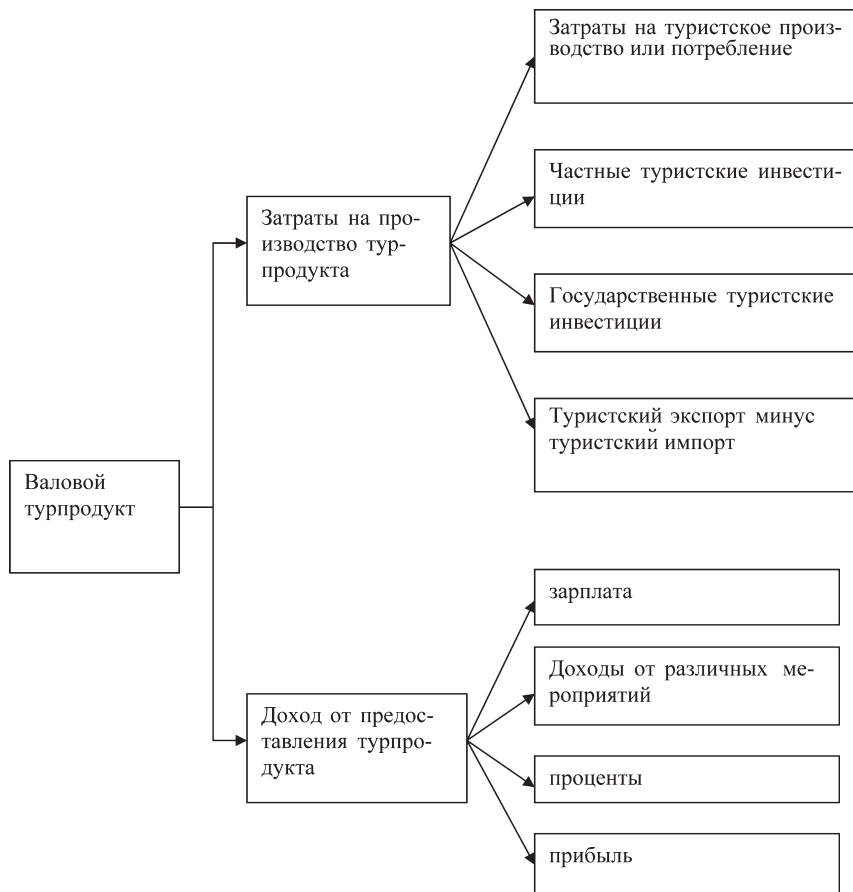 Затраты на туристское произ-
водство или потребление
Частные туристские инвести-
ции
Затраты на про-
изводство тур-
продукта
Государственные туристские
инвестиции
Туристский экспорт минус
туристский импорт
Валовой
турпродукт
зарплата
Доходы от различных ме-
роприятий
Доход от предос-
тавления турпро-
дукта
проценты
прибыль